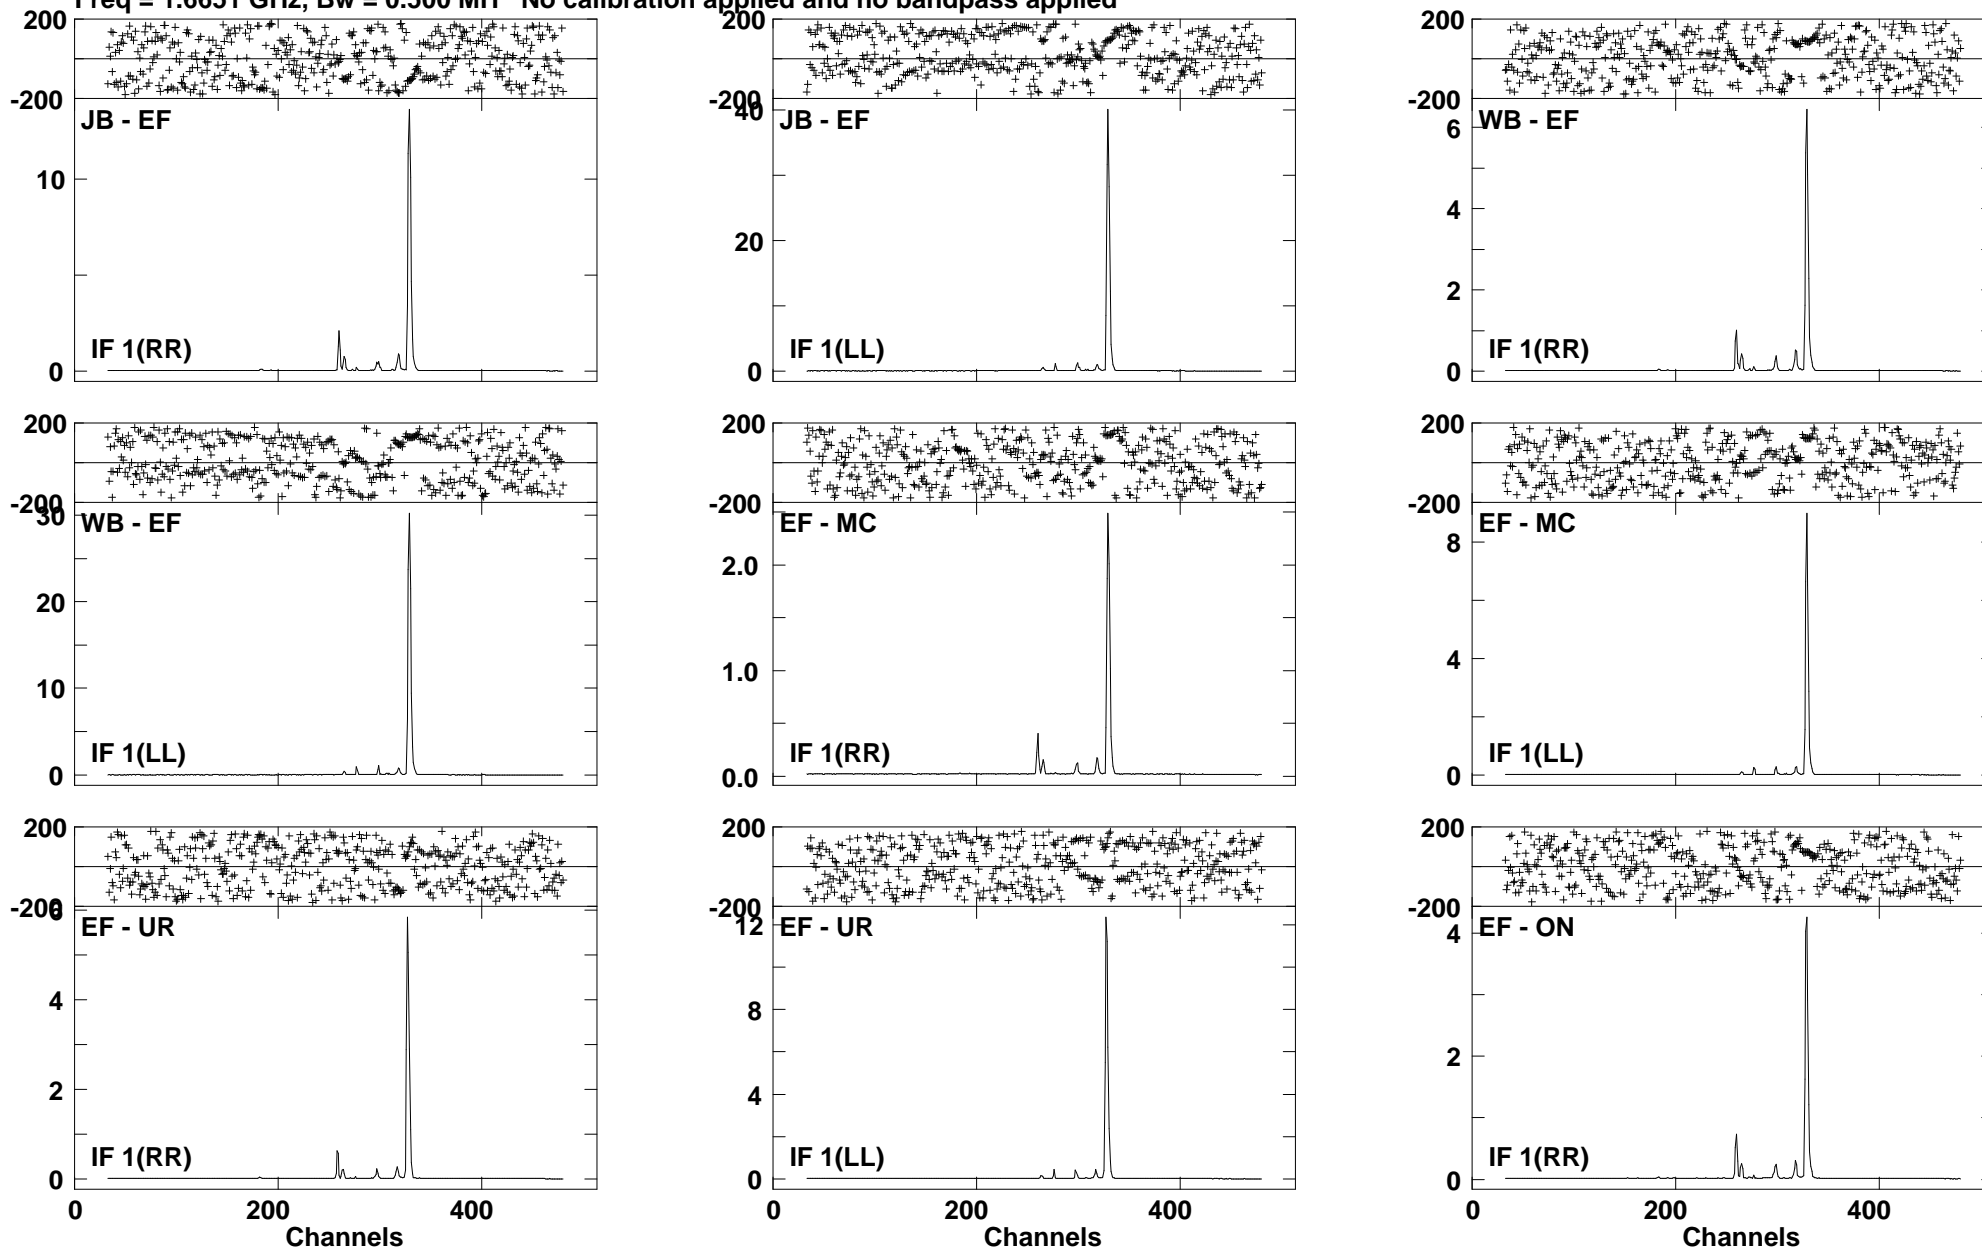 Freq = 1.6651 GHz, Bw = 0.500 MH No calibration applied and no bandpass applied
200
-200
JB - EF
10
0
IF 1(RR)
200
-200
40
JB - EF
20
0
IF 1(LL)
200
-200
WB - EF
6
4
2
0
IF 1(RR)
200
-200
30
WB - EF
20
10
0
IF 1(LL)
200
-200
EF - MC
2.0
1.0
0.0
IF 1(RR)
200
-200
EF - MC
8
4
0
IF 1(LL)
200
-200
6
EF - UR
4
2
0
IF 1(RR)
0 200 400
Channels
200
-200
12
EF - UR
8
4
0
IF 1(LL)
0 200 400
Channels
200
-200
EF - ON
4
2
0
IF 1(RR)
0 200 400
Channels